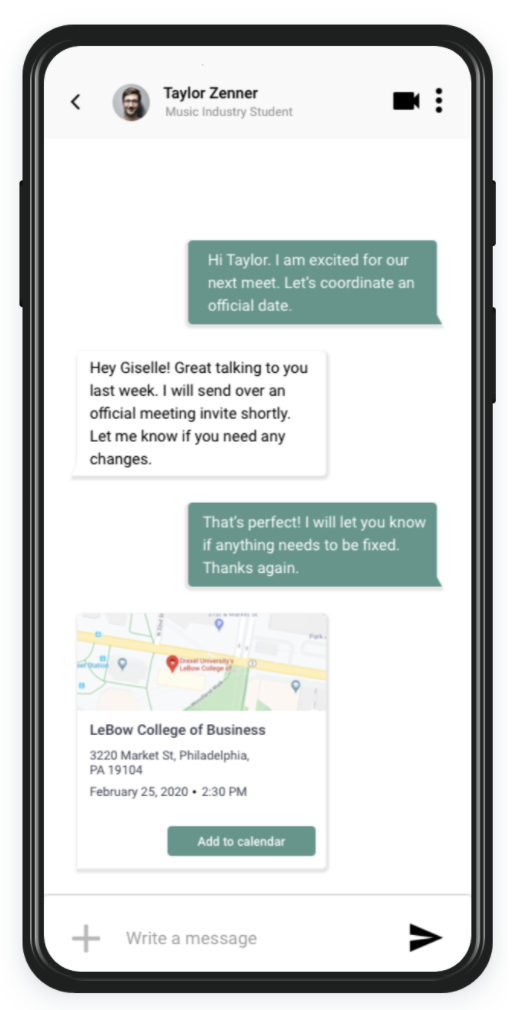 Taylor Zenner
Music Industry Student
Hi Taylor. I am excited for our
next meet. Let's coordinate an
official date.
Hey Giselle! Great talking to you
last week. I will send over an
official meeting invite shortly.
Let me know if you need any
changes.
That's perfect! I will let you know
if anything needs to be fixed.
Thanks again.
Park
Station
Drexel University's
LeBow College of
LeBow College of Business
3220 Market St, Philadelphia,
PA 19104
February 25, 2020 • 2:30 PM
Add to calendar
Write a message